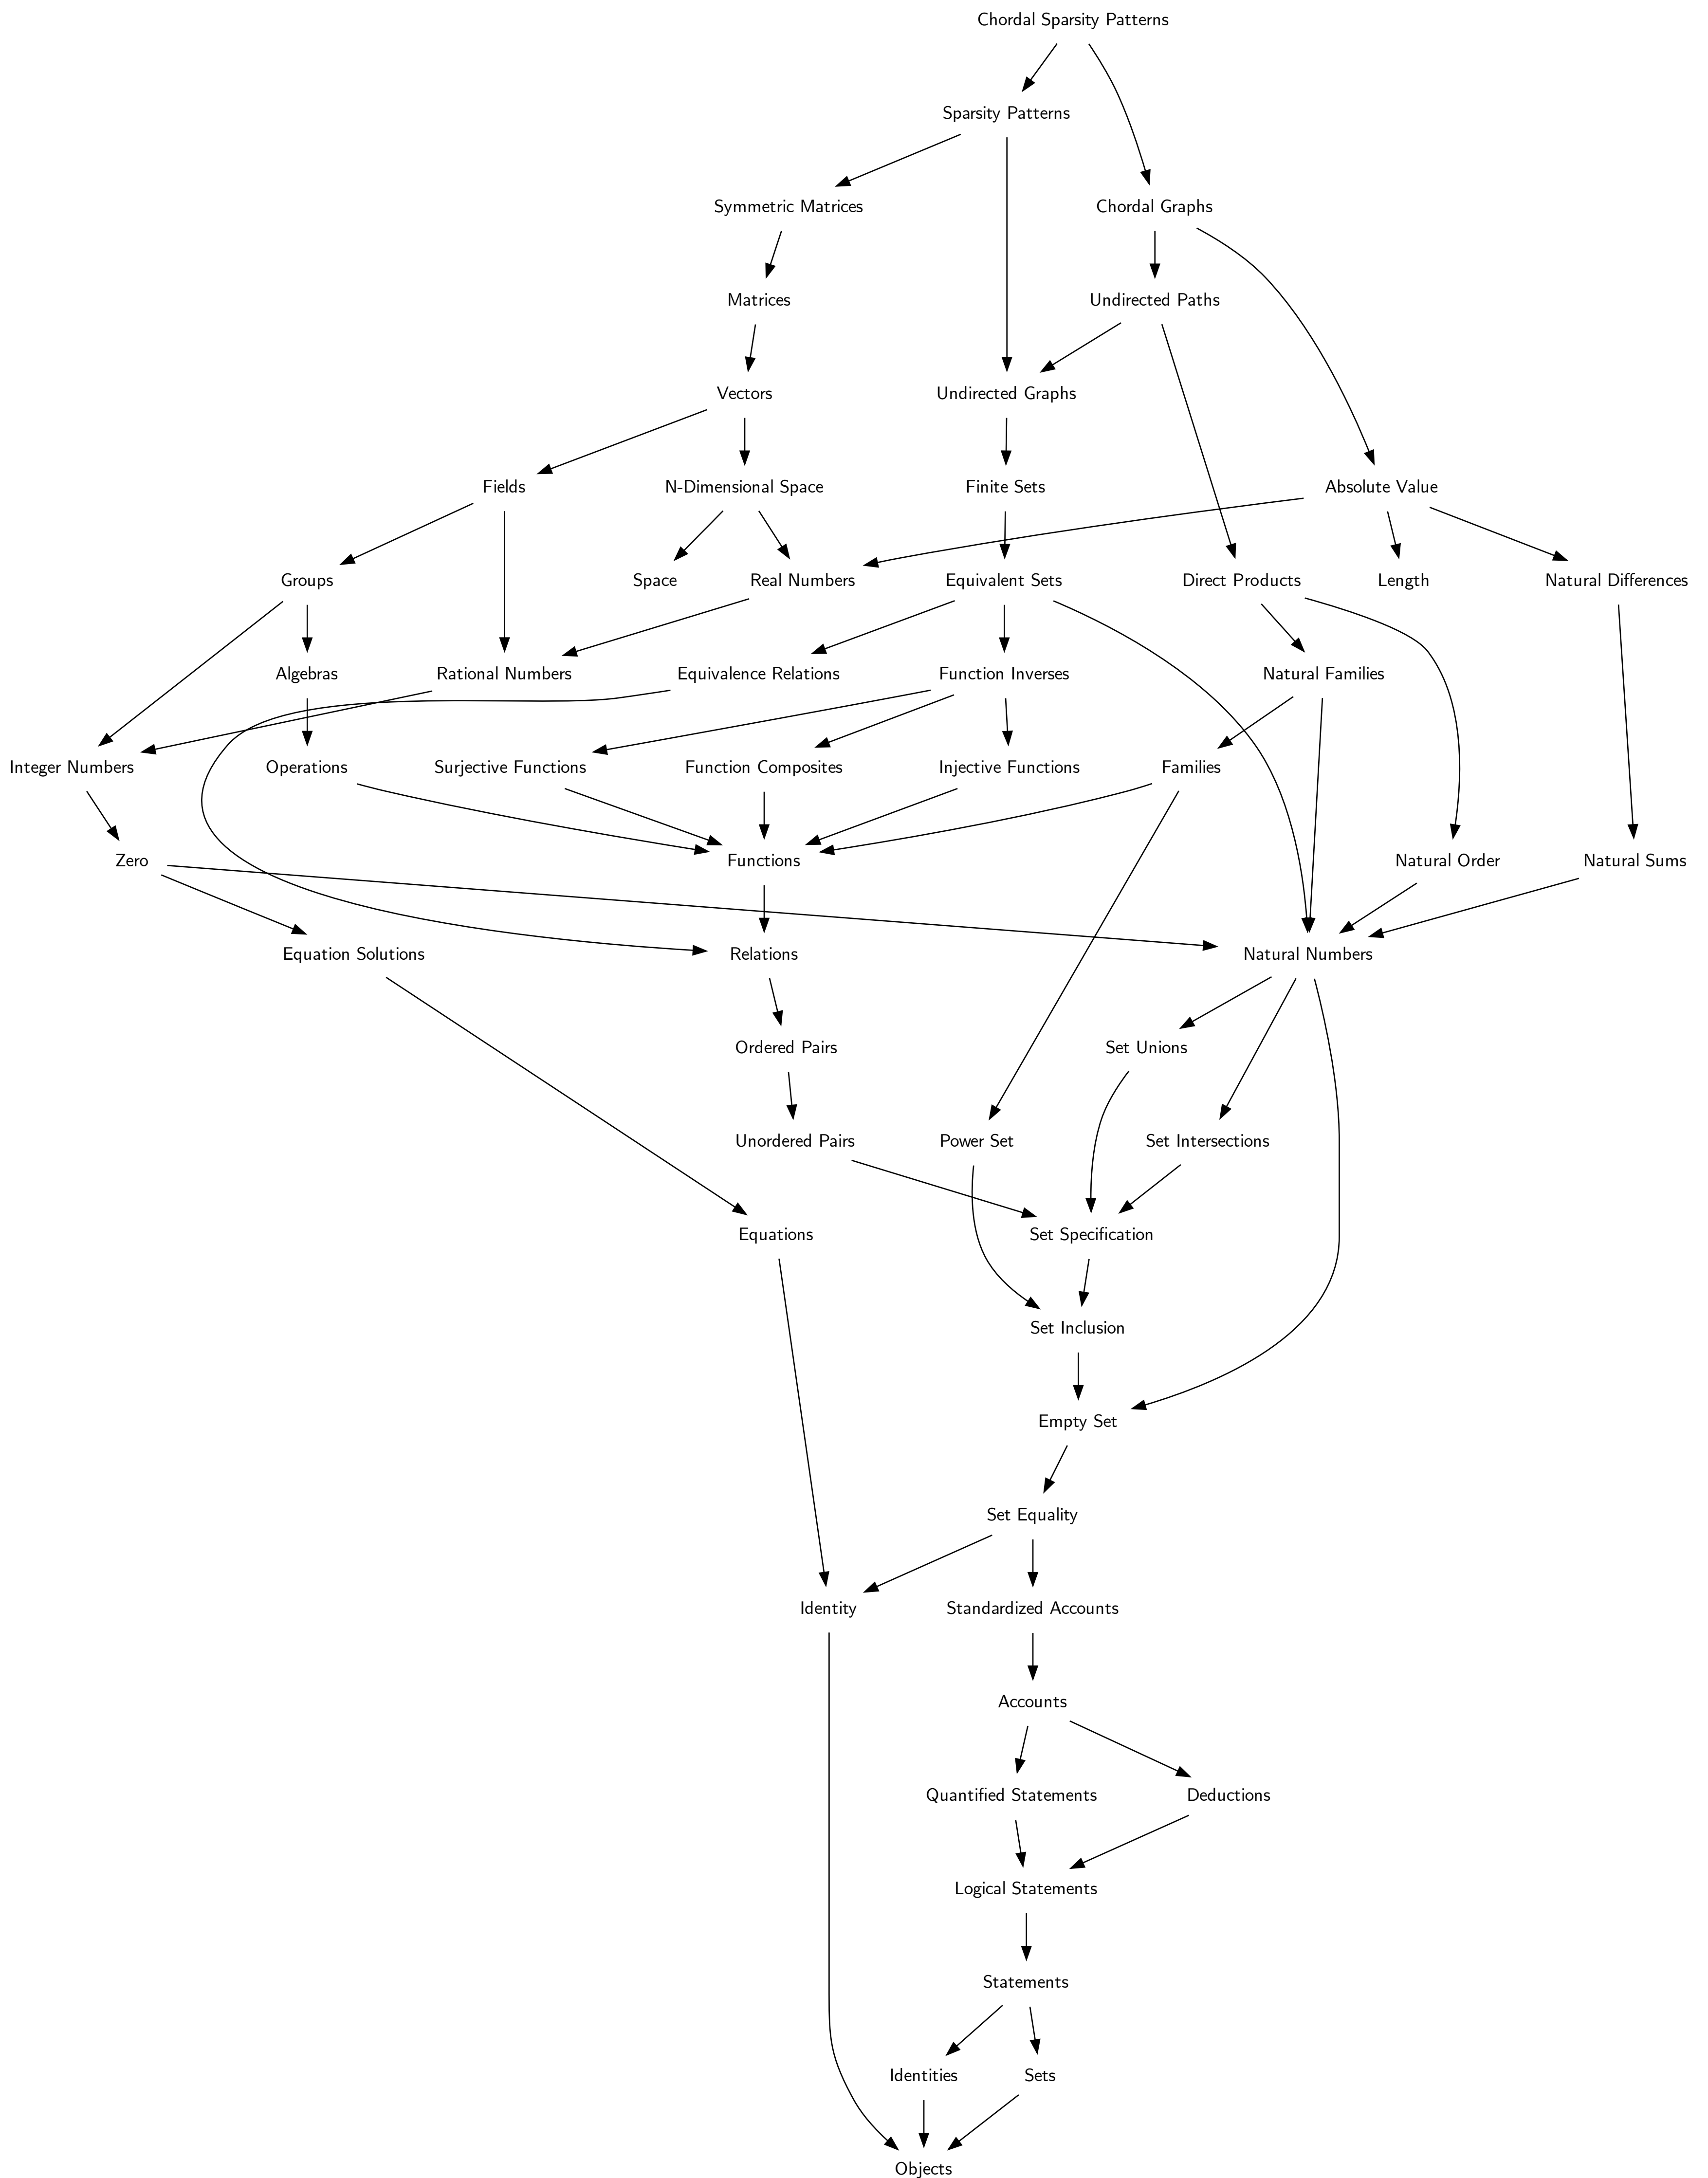 Chordal Sparsity Patterns
Sparsity Patterns
Symmetric Matrices
Chordal Graphs
Matrices
Undirected Paths
Vectors
Undirected Graphs
Fields
N-Dimensional Space
Finite Sets
Absolute Value
Groups
Space
Real Numbers
Equivalent Sets
Direct Products
Length
Natural Differences
Algebras
Rational Numbers
Equivalence Relations
Function Inverses
Natural Families
Integer Numbers
Operations
Surjective Functions
Function Composites
Injective Functions
Families
Zero
Functions
Natural Order
Natural Sums
Equation Solutions
Relations
Natural Numbers
Ordered Pairs
Set Unions
Unordered Pairs
Power Set
Set Intersections
Equations
Set Specification
Set Inclusion
Empty Set
Set Equality
Identity
Standardized Accounts
Accounts
Quantified Statements
Deductions
Logical Statements
Statements
Identities
Sets
Objects